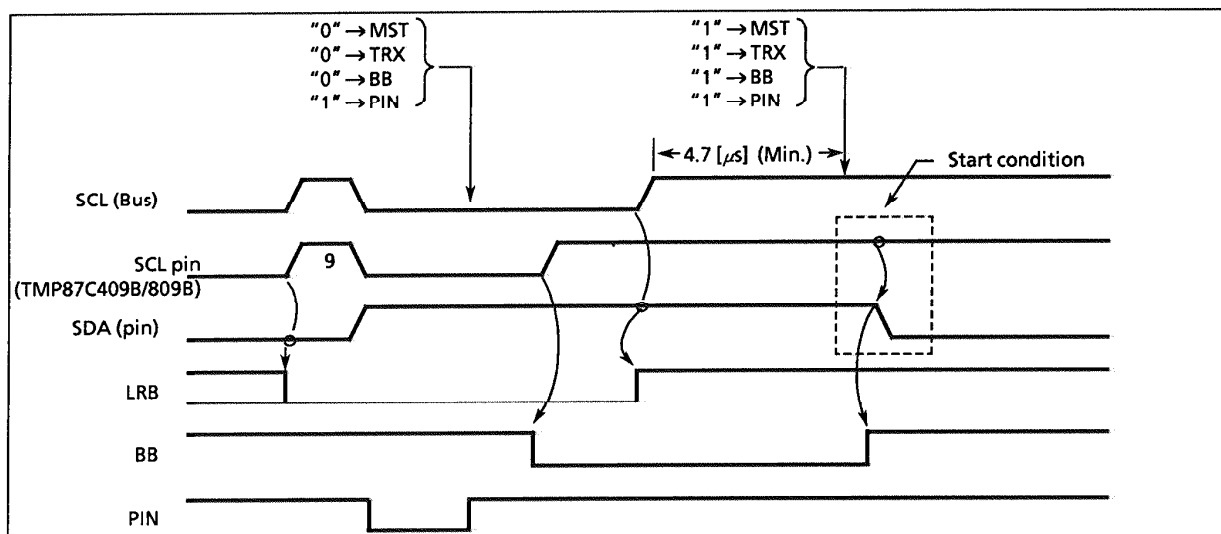 "0" → MST
"0" → TRX
"0" → BB
"1" → PIN
"1" → MST
"1" → TRX
"1" → BB
"1" → PIN
4.7 [μs] (Min.)
Start condition
SCL (Bus)
SCL pin
(TMP87C409B/809B)
9
SDA (pin)
LRB
BB
PIN